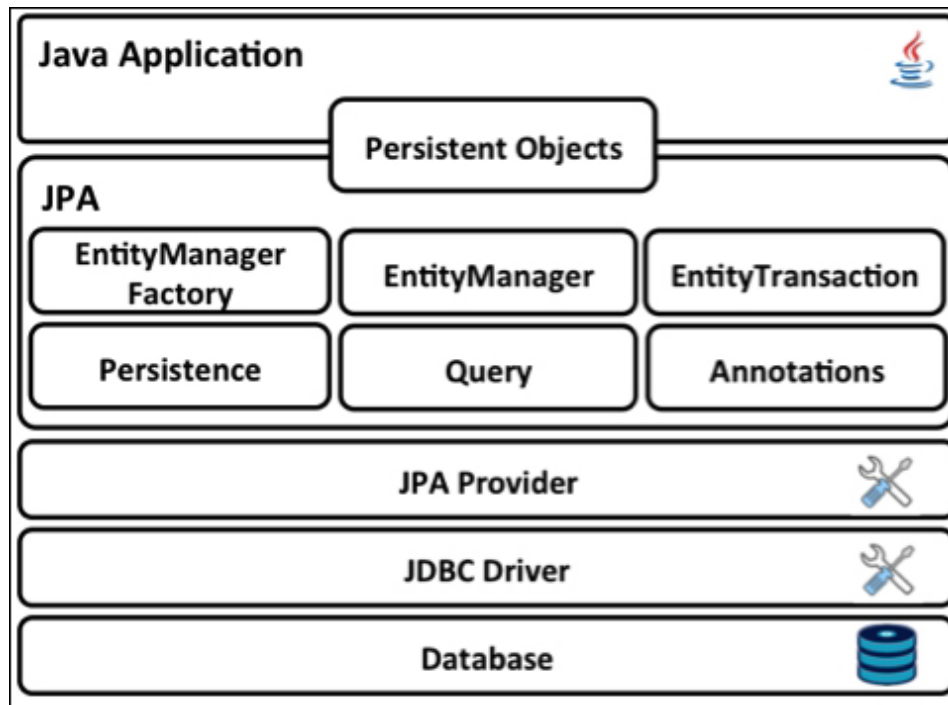 Java Application
Persistent Objects
JPA
EntityManager
Factory
EntityManager
EntityTransaction
Persistence
Query
Annotations
JPA Provider
JDBC Driver
Database